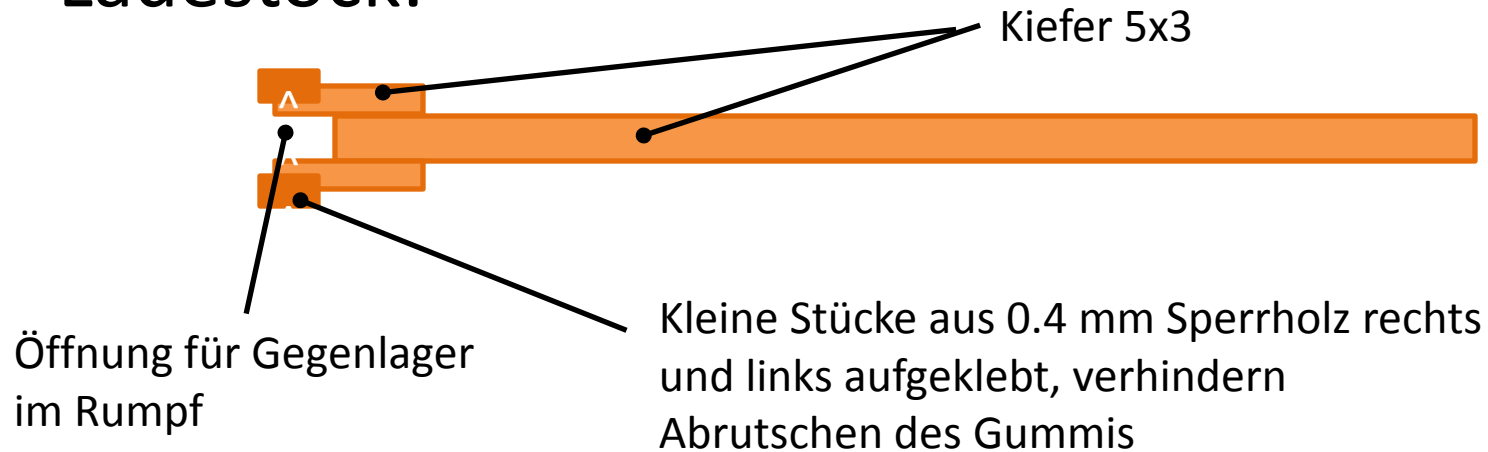 Ladestock:
Kiefer 5x3
Öffnung für Gegenlager
im Rumpf
Kleine Stücke aus 0.4 mm Sperrholz rechts
und links aufgeklebt, verhindern
Abrutschen des Gummis